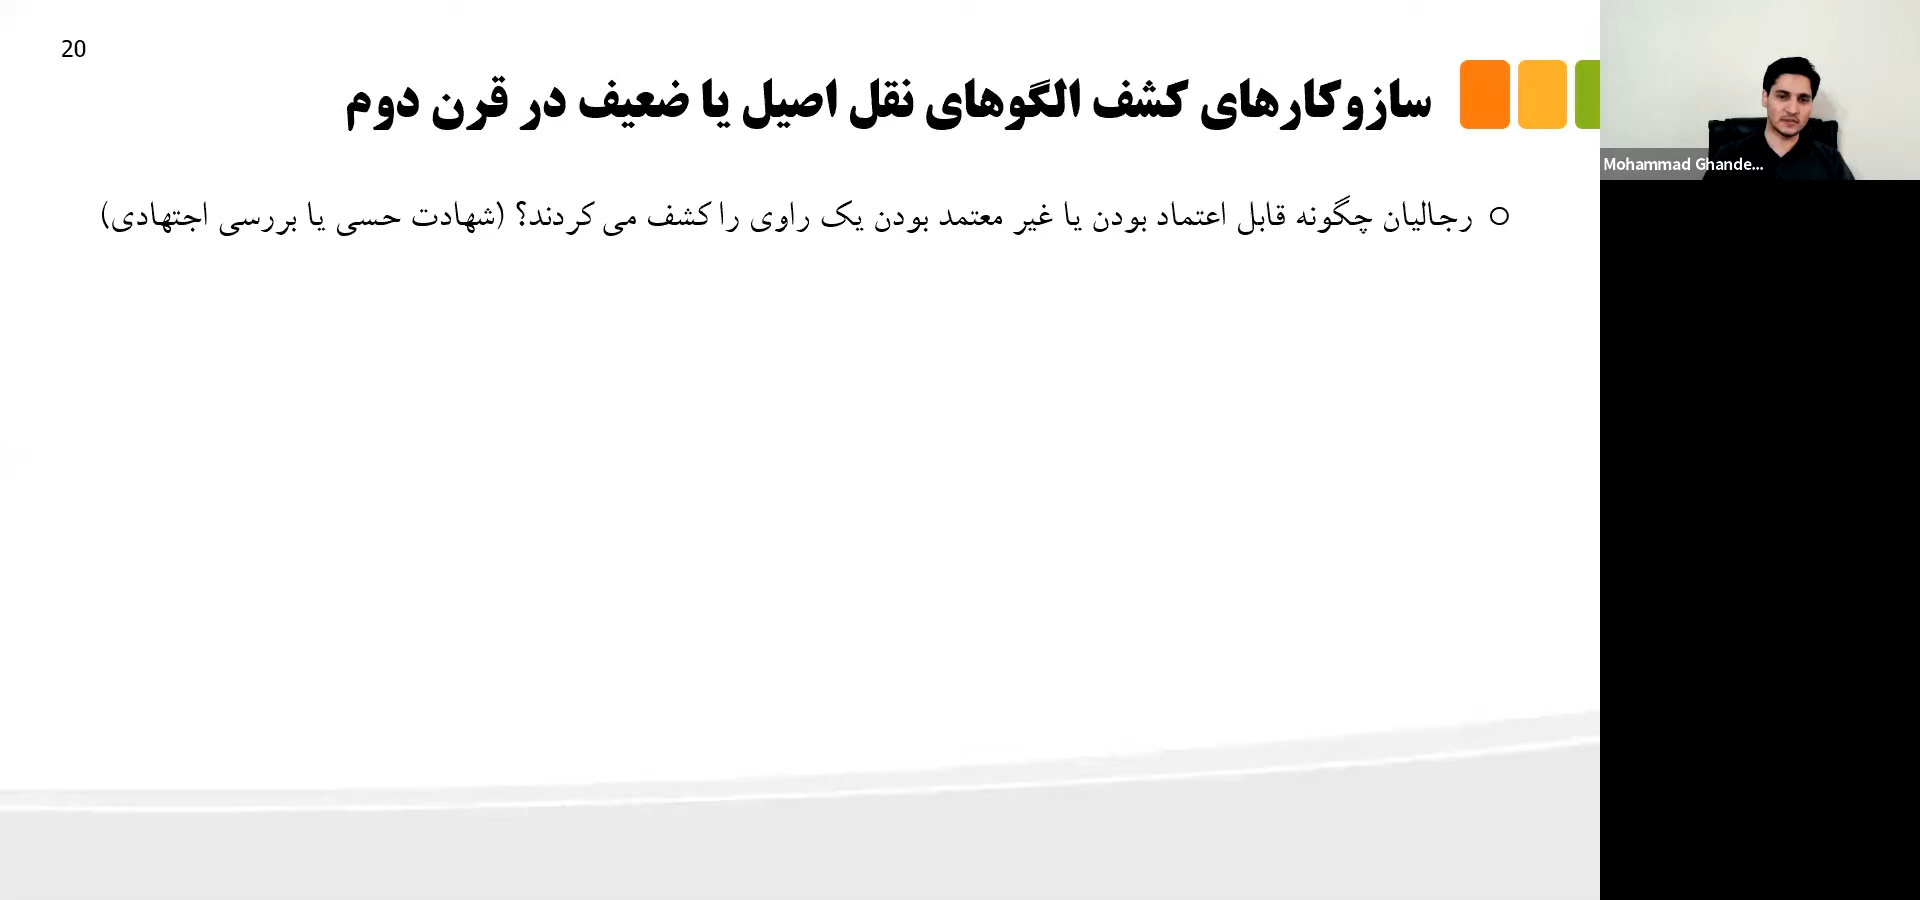 20
سازوکارهای کشف الگوهای نقل اصیل یا ضعیف در قرن دوم
رجالیان چگونه قابل اعتماد بودن یا غیر معتمد بودن یک راوی را کشف می کردند؟ (شهادت حسی یا بررسی اجتهادی)
Mohammad Ghande...